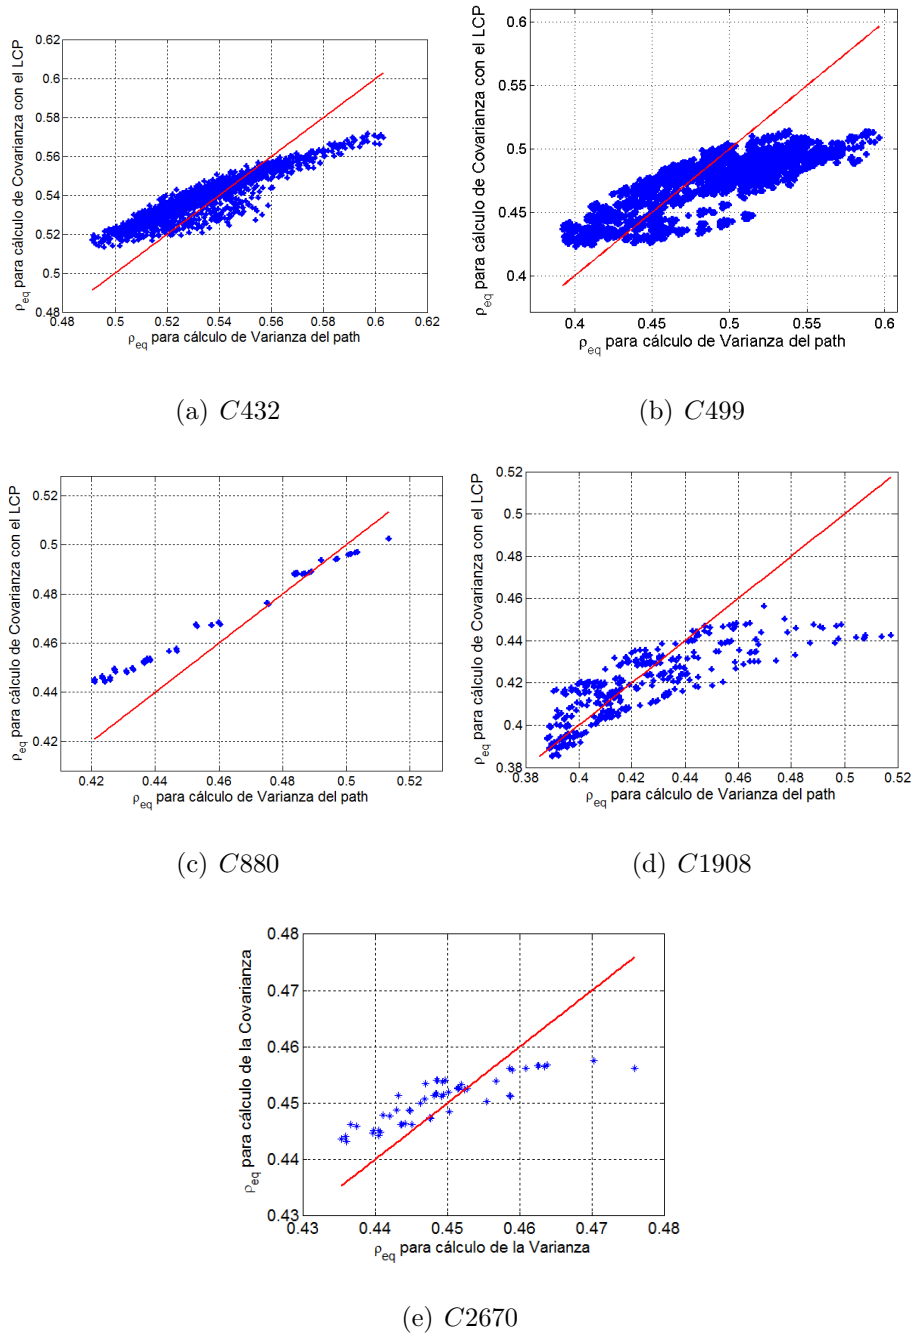 ρeq para cálculo de Covarianza con el LCP
0.62
0.6
0.58
0.56
0.54
0.52
0.5
0.48
0.48 0.5 0.52 0.54 0.56 0.58 0.6 0.62
ρeq para cálculo de Varianza del path
(a) C432
ρeq para cálculo de Covarianza con el LCP
0.6
0.55
0.5
0.45
0.4
0.4 0.45 0.5 0.55 0.6
ρeq para cálculo de Varianza del path
(b) C499
ρeq para cálculo de Covarianza con el LCP
0.52
0.5
0.48
0.46
0.44
0.42
0.42 0.44 0.46 0.48 0.5 0.52
ρeq para cálculo de Varianza del path
(c) C880
ρeq para cálculo de Covarianza con el LCP
0.52
0.5
0.48
0.46
0.44
0.42
0.4
0.38
0.38 0.4 0.42 0.44 0.46 0.48 0.5 0.52
ρeq para cálculo de Varianza del path
(d) C1908
ρeq para cálculo de la Covarianza
0.48
0.47
0.46
0.45
0.44
0.43
0.43 0.44 0.45 0.46 0.47 0.48
ρeq para cálculo de la Varianza
(e) C2670